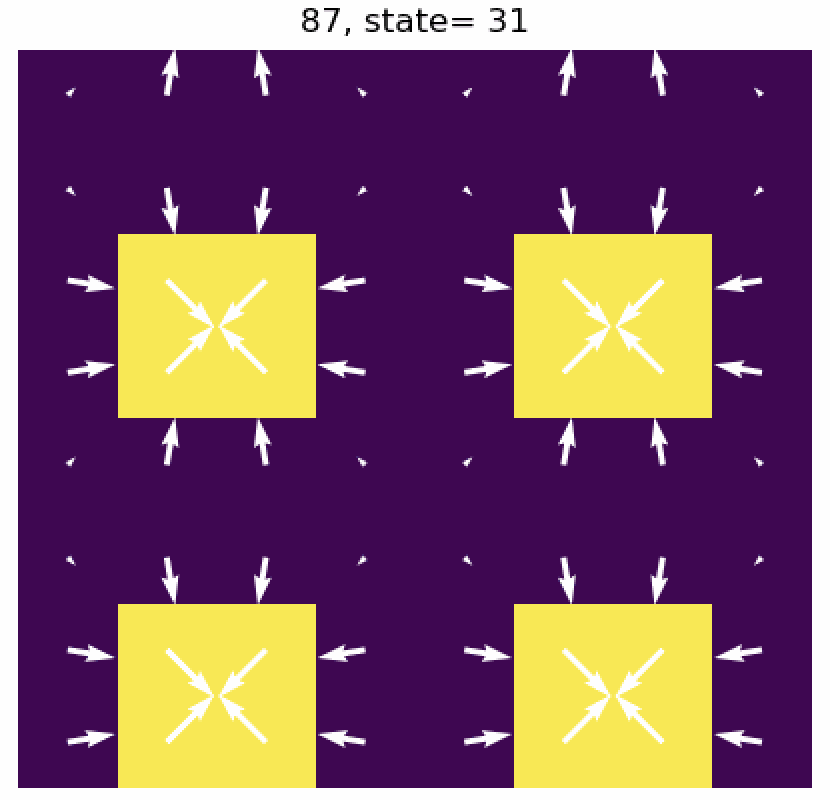 87, state= 31